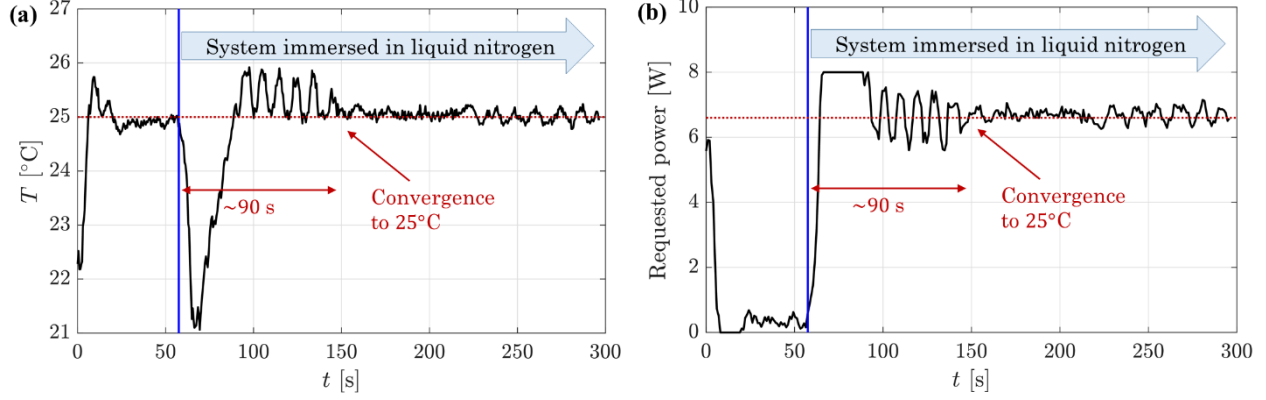 (a)
27
26
25
24
23
22
21
T [°C]
0
50
100
150
200
250
300
t [s]
System immersed in liquid nitrogen
~90 s
Convergence
to 25°C
(b)
10
8
6
4
2
0
Requested power [W]
0
50
100
150
200
250
300
t [s]
System immersed in liquid nitrogen
~90 s
Convergence
to 25°C